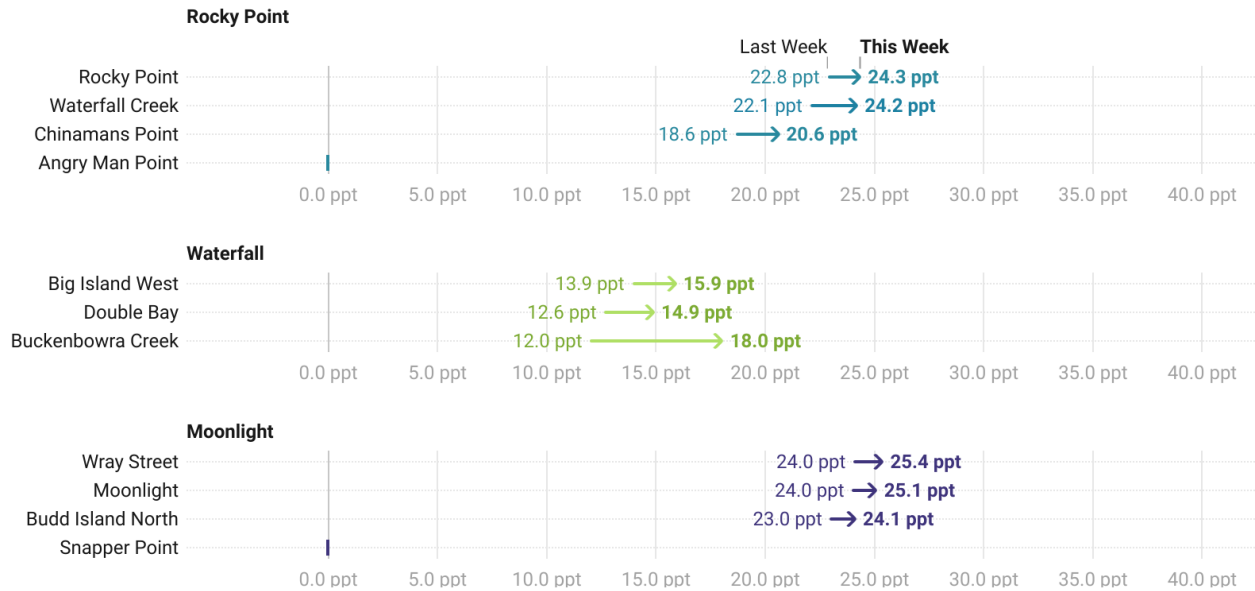 Rocky Point
Last Week This Week
Rocky Point 22.8 ppt 24.3 ppt
Waterfall Creek 22.1 ppt 24.2 ppt
Chinamans Point 18.6 ppt 20.6 ppt
Angry Man Point
0.0 ppt 5.0 ppt 10.0 ppt 15.0 ppt 20.0 ppt 25.0 ppt 30.0 ppt 35.0 ppt 40.0 ppt
Waterfall
Big Island West 13.9 ppt 15.9 ppt
Double Bay 12.6 ppt 14.9 ppt
Buckenbowra Creek 12.0 ppt 18.0 ppt
0.0 ppt 5.0 ppt 10.0 ppt 15.0 ppt 20.0 ppt 25.0 ppt 30.0 ppt 35.0 ppt 40.0 ppt
Moonlight
Wray Street 24.0 ppt 25.4 ppt
Moonlight 24.0 ppt 25.1 ppt
Budd Island North 23.0 ppt 24.1 ppt
Snapper Point
0.0 ppt 5.0 ppt 10.0 ppt 15.0 ppt 20.0 ppt 25.0 ppt 30.0 ppt 35.0 ppt 40.0 ppt